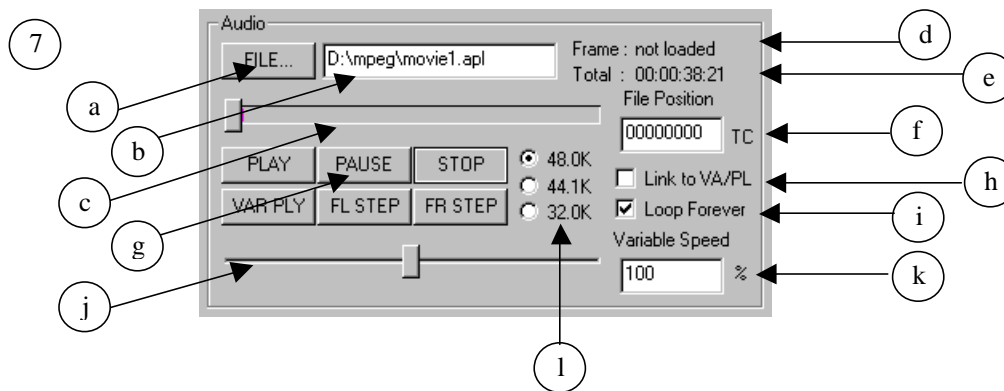 Audio
7
FILE...
D:\mpeg\movie1.apl
Frame : not loaded
Total : 00:00:38:21
d
e
a
b
File Position
00000000 TC
f
PLAY PAUSE STOP
48.0K
44.1K
32.0K
Link to VA/PL
h
c
VAR PLY FL STEP FR STEP
Loop Forever
i
g
Variable Speed
100 %
j
k
l